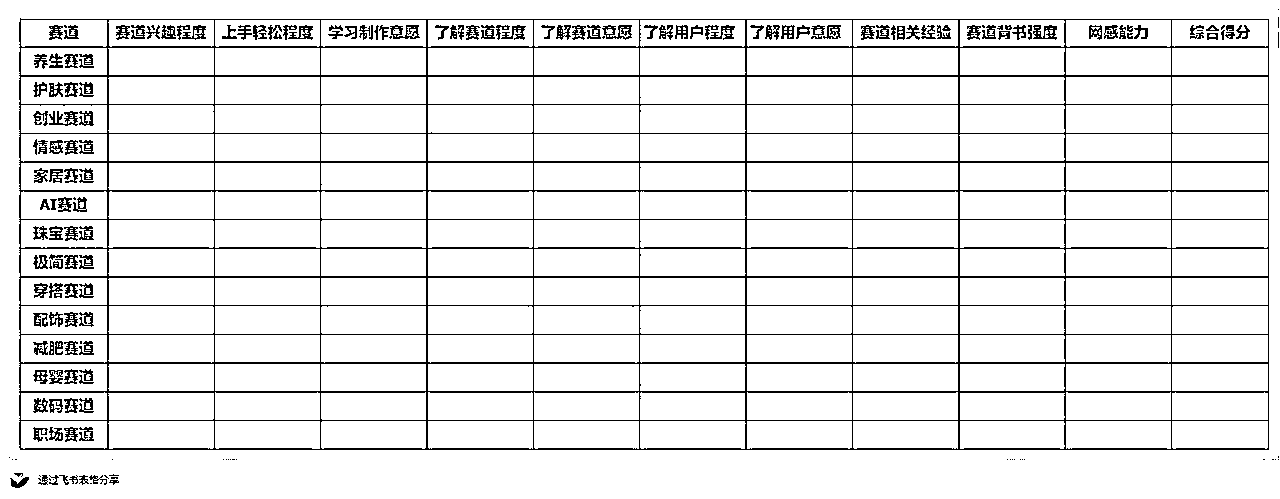 赛道 赛道兴趣程度 上手轻松程度 学习制作意愿 了解赛道程度 了解赛道意愿 了解用户程度 了解用户意愿 赛道相关经验 赛道背书强度 网感能力 综合得分
养生赛道
护肤赛道
创业赛道
情感赛道
家居赛道
AI赛道
珠宝赛道
极简赛道
穿搭赛道
配饰赛道
减肥赛道
母婴赛道
数码赛道
职场赛道
通过飞书表格分享